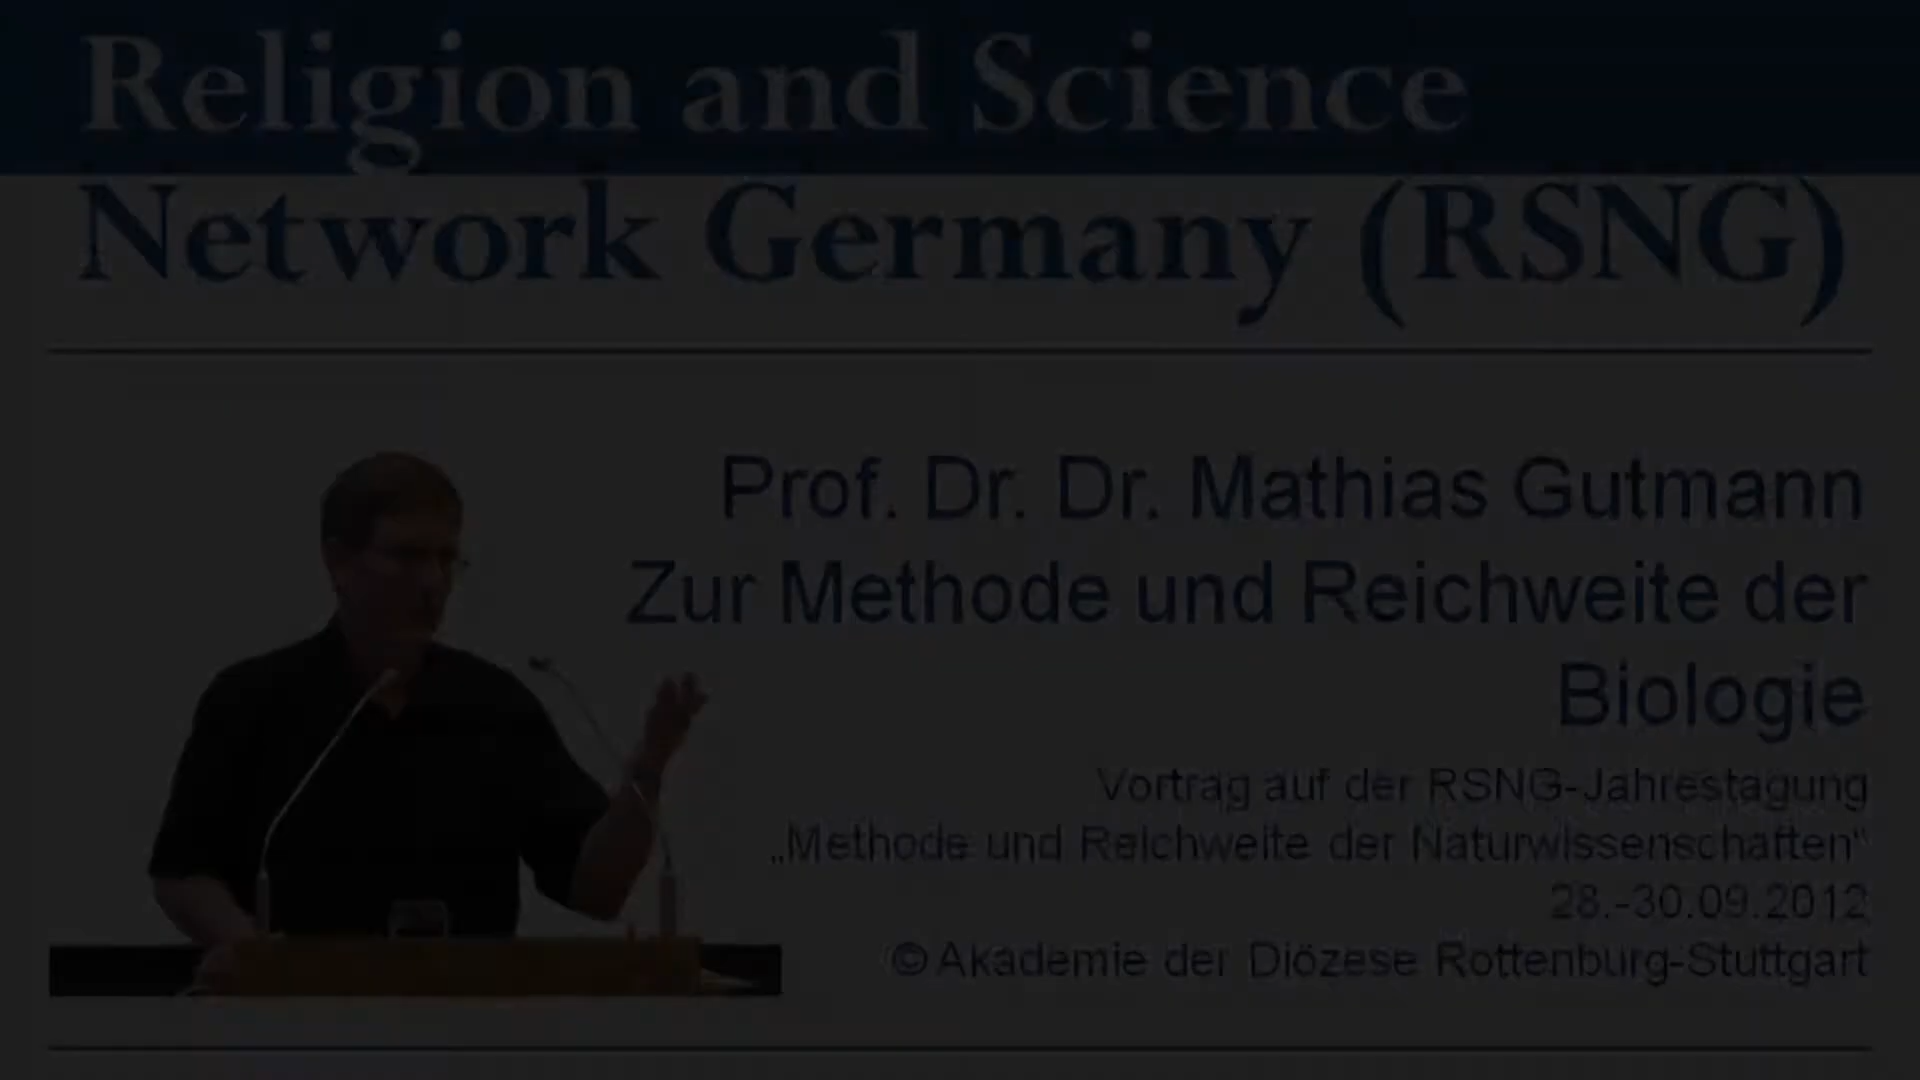 Religion and Science
Network Germany (RSNG)
Prof. Dr. Dr. Mathias Gutmann
Zur Methode und Reichweite der
Biologie
Vortrag auf der RSNG-Jahrestagung
„Methode und Reichweite der Naturwissenschaften“
28.-30.09.2012
© Akademie der Diözese Rottenburg-Stuttgart